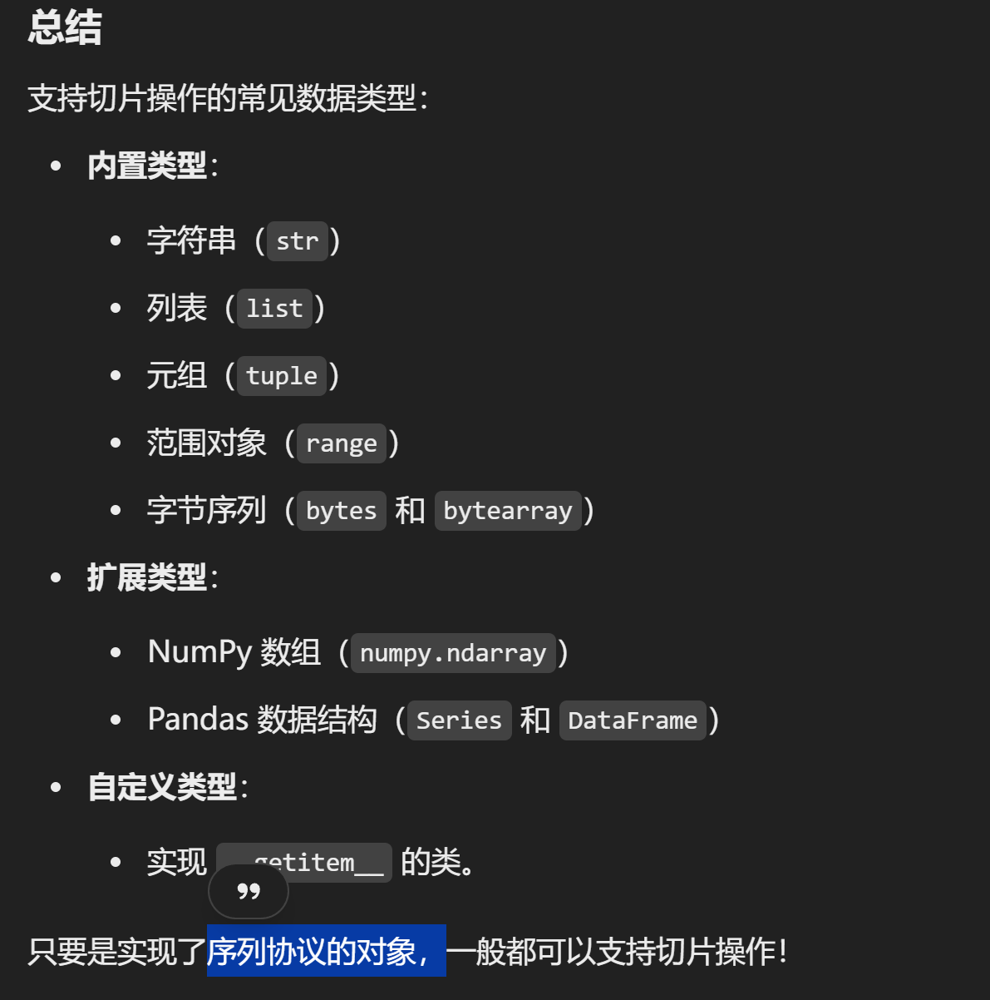 总结
支持切片操作的常见数据类型：
• 内置类型：
• 字符串（str）
• 列表（list）
• 元组（tuple）
• 范围对象（range）
• 字节序列（bytes 和 bytearray）
• 扩展类型：
• NumPy 数组（numpy.ndarray）
• Pandas 数据结构（Series 和 DataFrame）
• 自定义类型：
• 实现 __getitem__ 的类。
只要是实现了序列协议的对象，一般都可以支持切片操作！